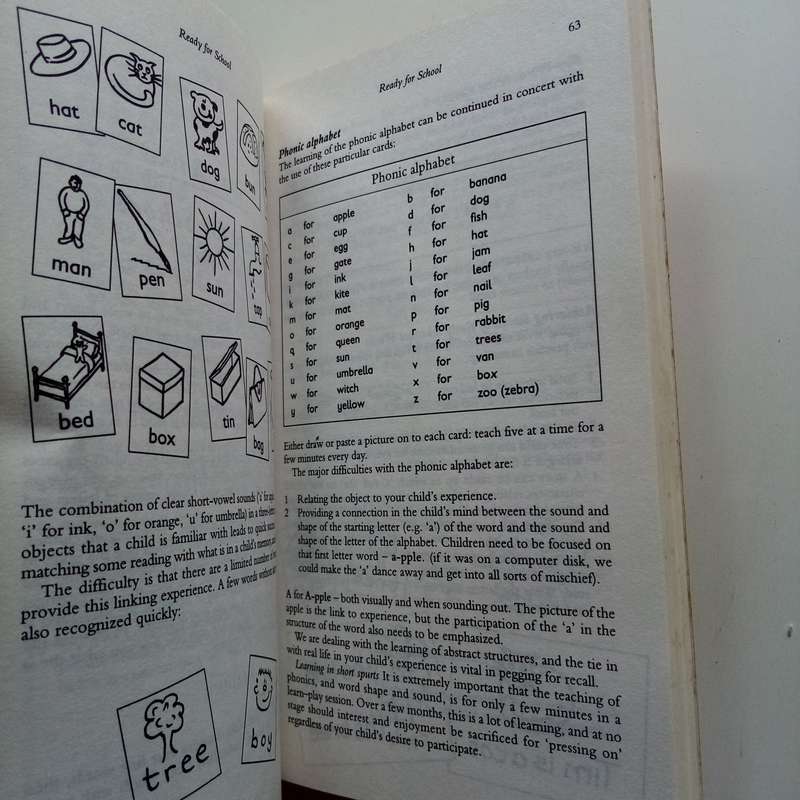 Ready for School
hat
cat
dog
bun
man
pen
sun
tap
bed
box
tin
bag
The combination of clear short-vowel sounds ('e' for
'i' for ink, 'o' for orange, 'u' for umbrella) in a
objects that a child is familiar with leads to quick
matching some reading with what is in a child's memory,
The difficulty is that there are a limited number of
provide this linking experience. A few words without
also recognized quickly:
tree
boy
63
Ready for School
Phonic alphabet
The learning of the phonic alphabet can be continued in concert with
the use of these particular cards:
Phonic alphabet
a for apple b for banana
c for cup d for dog
e for egg f for fish
g for gate h for hat
i for ink j for jam
k for kite l for leaf
m for mat n for nail
o for orange p for pig
q for queen r for rabbit
s for sun t for trees
u for umbrella v for van
w for witch x for box
y for yellow z for zoo (zebra)
Either draw or paste a picture on to each card: teach five at a time for a
few minutes every day.
The major difficulties with the phonic alphabet are:
1 Relating the object to your child's experience.
2 Providing a connection in the child's mind between the sound and
shape of the starting letter (e.g. 'a') of the word and the sound and
shape of the letter of the alphabet. Children need to be focused on
that first letter word – a-pple. (if it was on a computer disk, we
could make the 'a' dance away and get into all sorts of mischief).
A for A-pple – both visually and when sounding out. The picture of the
apple is the link to experience, but the participation of the 'a' in the
structure of the word also needs to be emphasized.
We are dealing with the learning of abstract structures, and the tie in
with real life in your child's experience is vital in pegging for recall.
Learning in short spurts It is extremely important that the teaching of
phonics, and word shape and sound, is for only a few minutes in a
learn-play session. Over a few months, this is a lot of learning, and at no
stage should interest and enjoyment be sacrificed for 'pressing on'
regardless of your child's desire to participate.